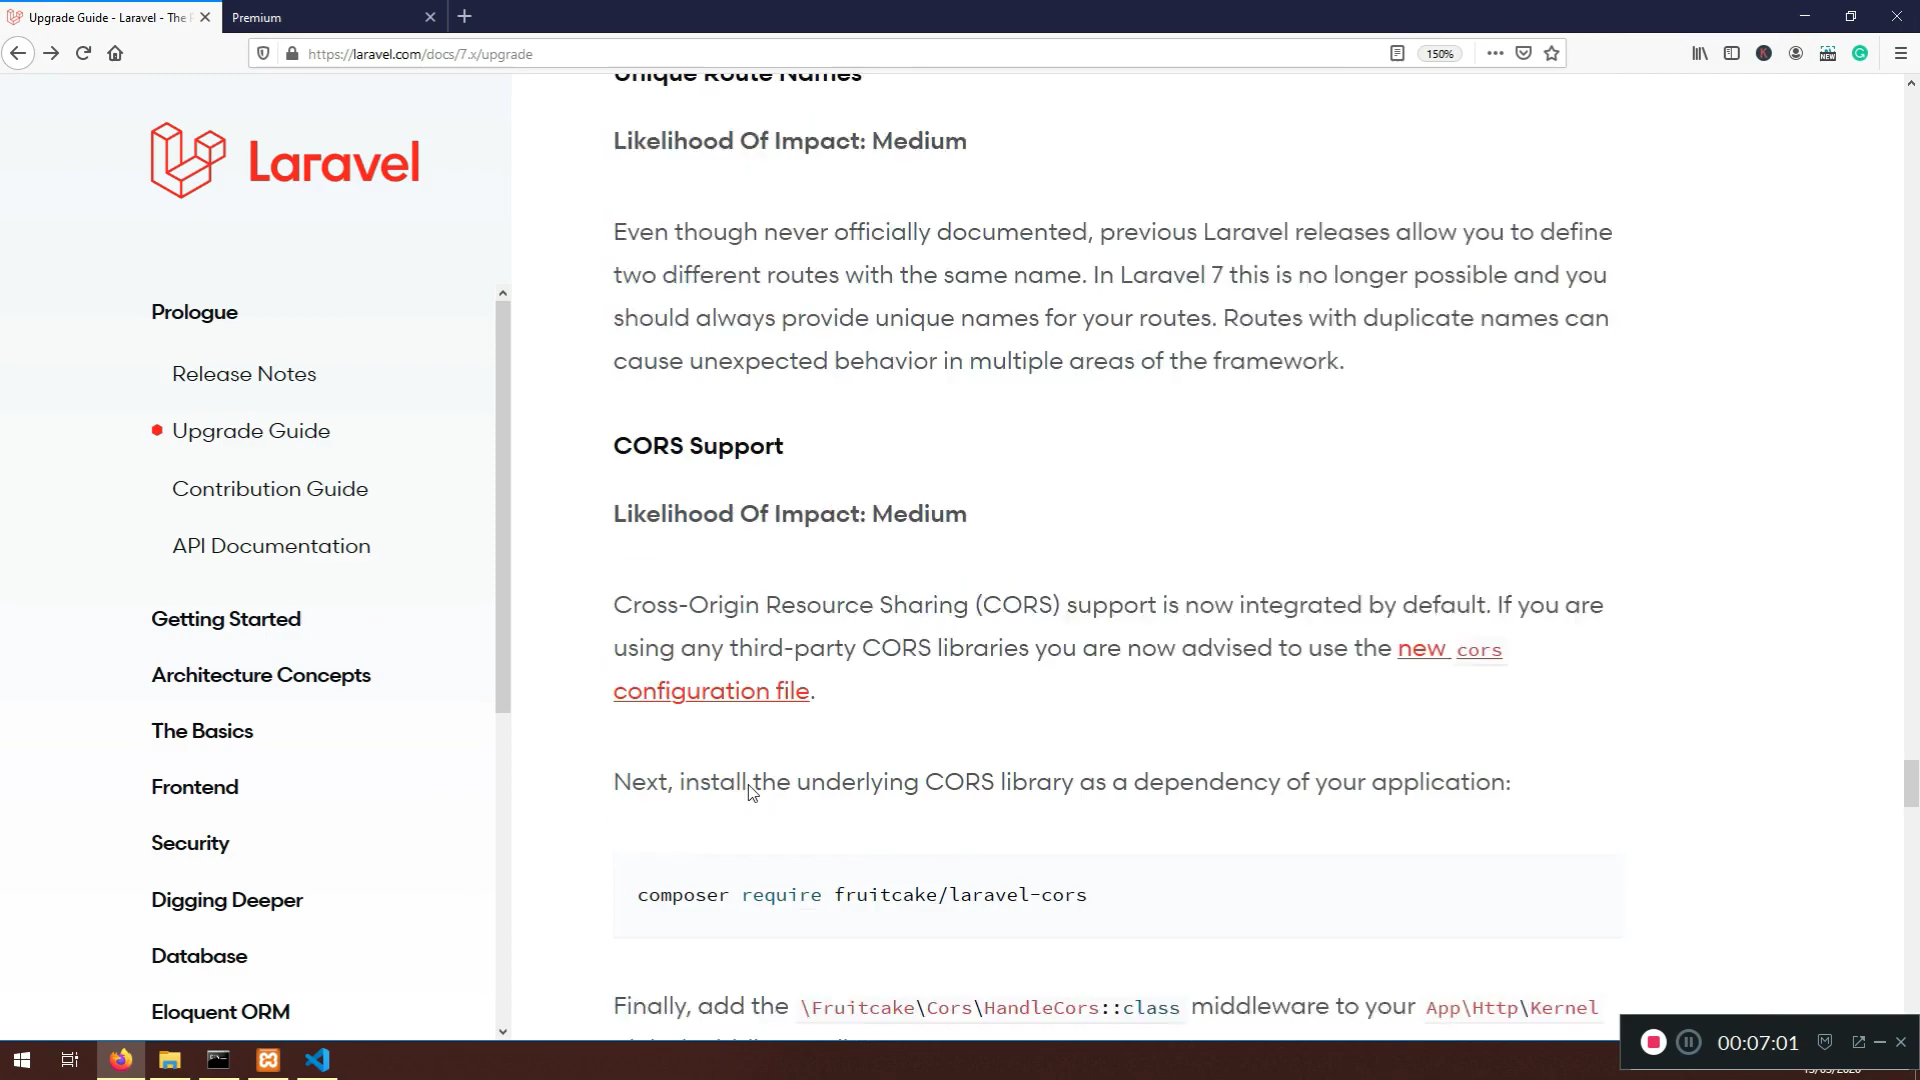 Upgrade Guide - Laravel - The P
Premium
https://laravel.com/docs/7.x/upgrade
150%
Laravel
Prologue
Release Notes
Upgrade Guide
Contribution Guide
API Documentation
Getting Started
Architecture Concepts
The Basics
Frontend
Security
Digging Deeper
Database
Eloquent ORM
Unique Route Names
Likelihood Of Impact: Medium
Even though never officially documented, previous Laravel releases allow you to define
two different routes with the same name. In Laravel 7 this is no longer possible and you
should always provide unique names for your routes. Routes with duplicate names can
cause unexpected behavior in multiple areas of the framework.
CORS Support
Likelihood Of Impact: Medium
Cross-Origin Resource Sharing (CORS) support is now integrated by default. If you are
using any third-party CORS libraries you are now advised to use the new cors
configuration file.
Next, install the underlying CORS library as a dependency of your application:
composer require fruitcake/laravel-cors
Finally, add the \Fruitcake\Cors\HandleCors::class middleware to your App\Http\Kernel
00:07:01